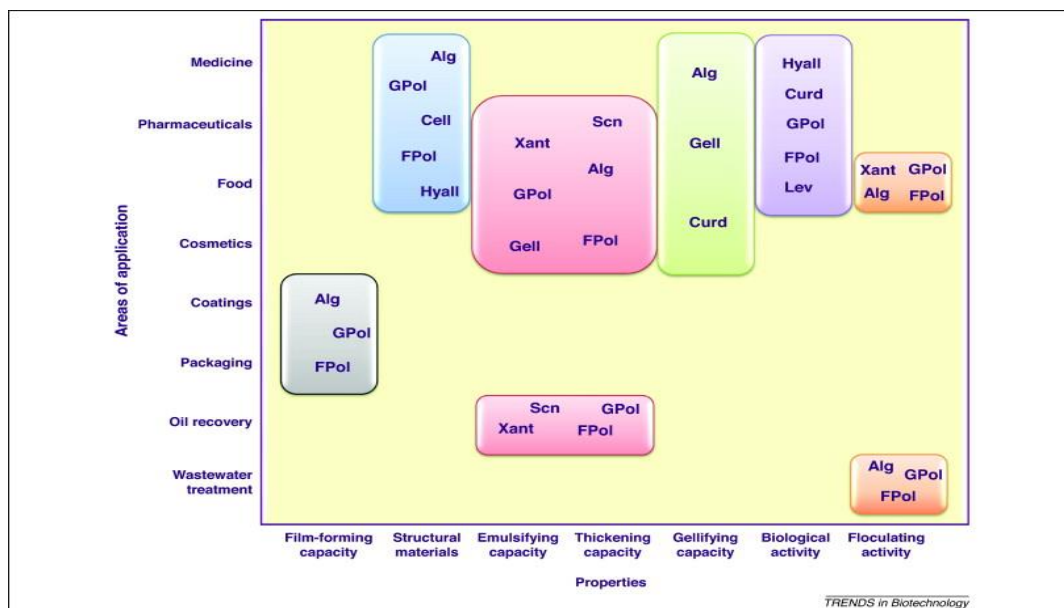 Areas of application
Medicine
Pharmaceuticals
Food
Cosmetics
Coatings
Packaging
Oil recovery
Wastewater
treatment
Alg
GPol
FPol
Alg
GPol
Cell
FPol
Hyall
Scn
Xant
Alg
GPol
Gell
FPol
Scn
GPol
Xant
FPol
Alg
Gell
Curd
Hyall
Curd
GPol
FPol
Lev
Xant
GPol
Alg
FPol
Alg
GPol
FPol
Film-forming
capacity
Structural
materials
Emulsifying
capacity
Thickening
capacity
Gellifying
capacity
Biological
activity
Floculating
activity
Properties
TRENDS in Biotechnology